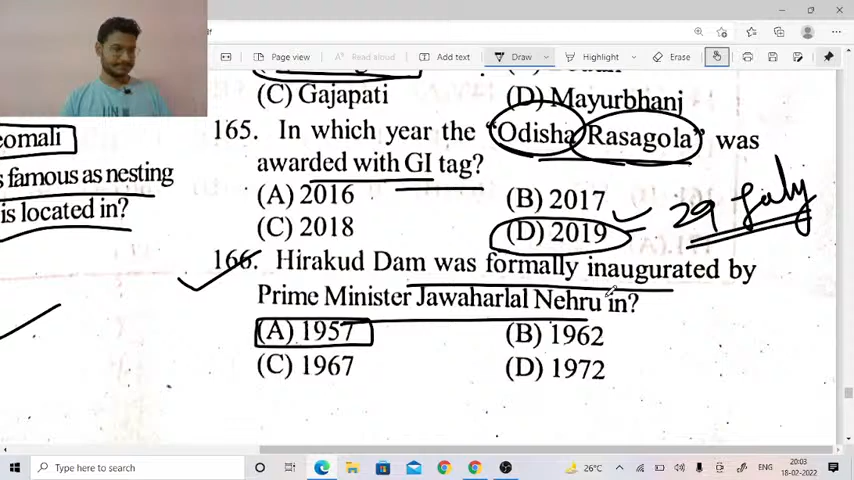 Page view
Read aloud
Add text
Draw
Highlight
Erase
(C) Gajapati
(D) Mayurbhanj
eomali
s famous as nesting
is located in?
165. In which year the “Odisha Rasagola” was
awarded with GI tag?
(A) 2016
(B) 2017
(C) 2018
(D) 2019
29 July
166. Hirakud Dam was formally inaugurated by
Prime Minister Jawaharlal Nehru in?
(A) 1957
(B) 1962
(C) 1967
(D) 1972
Type here to search
26°C
ENG
20:03
18-02-2022